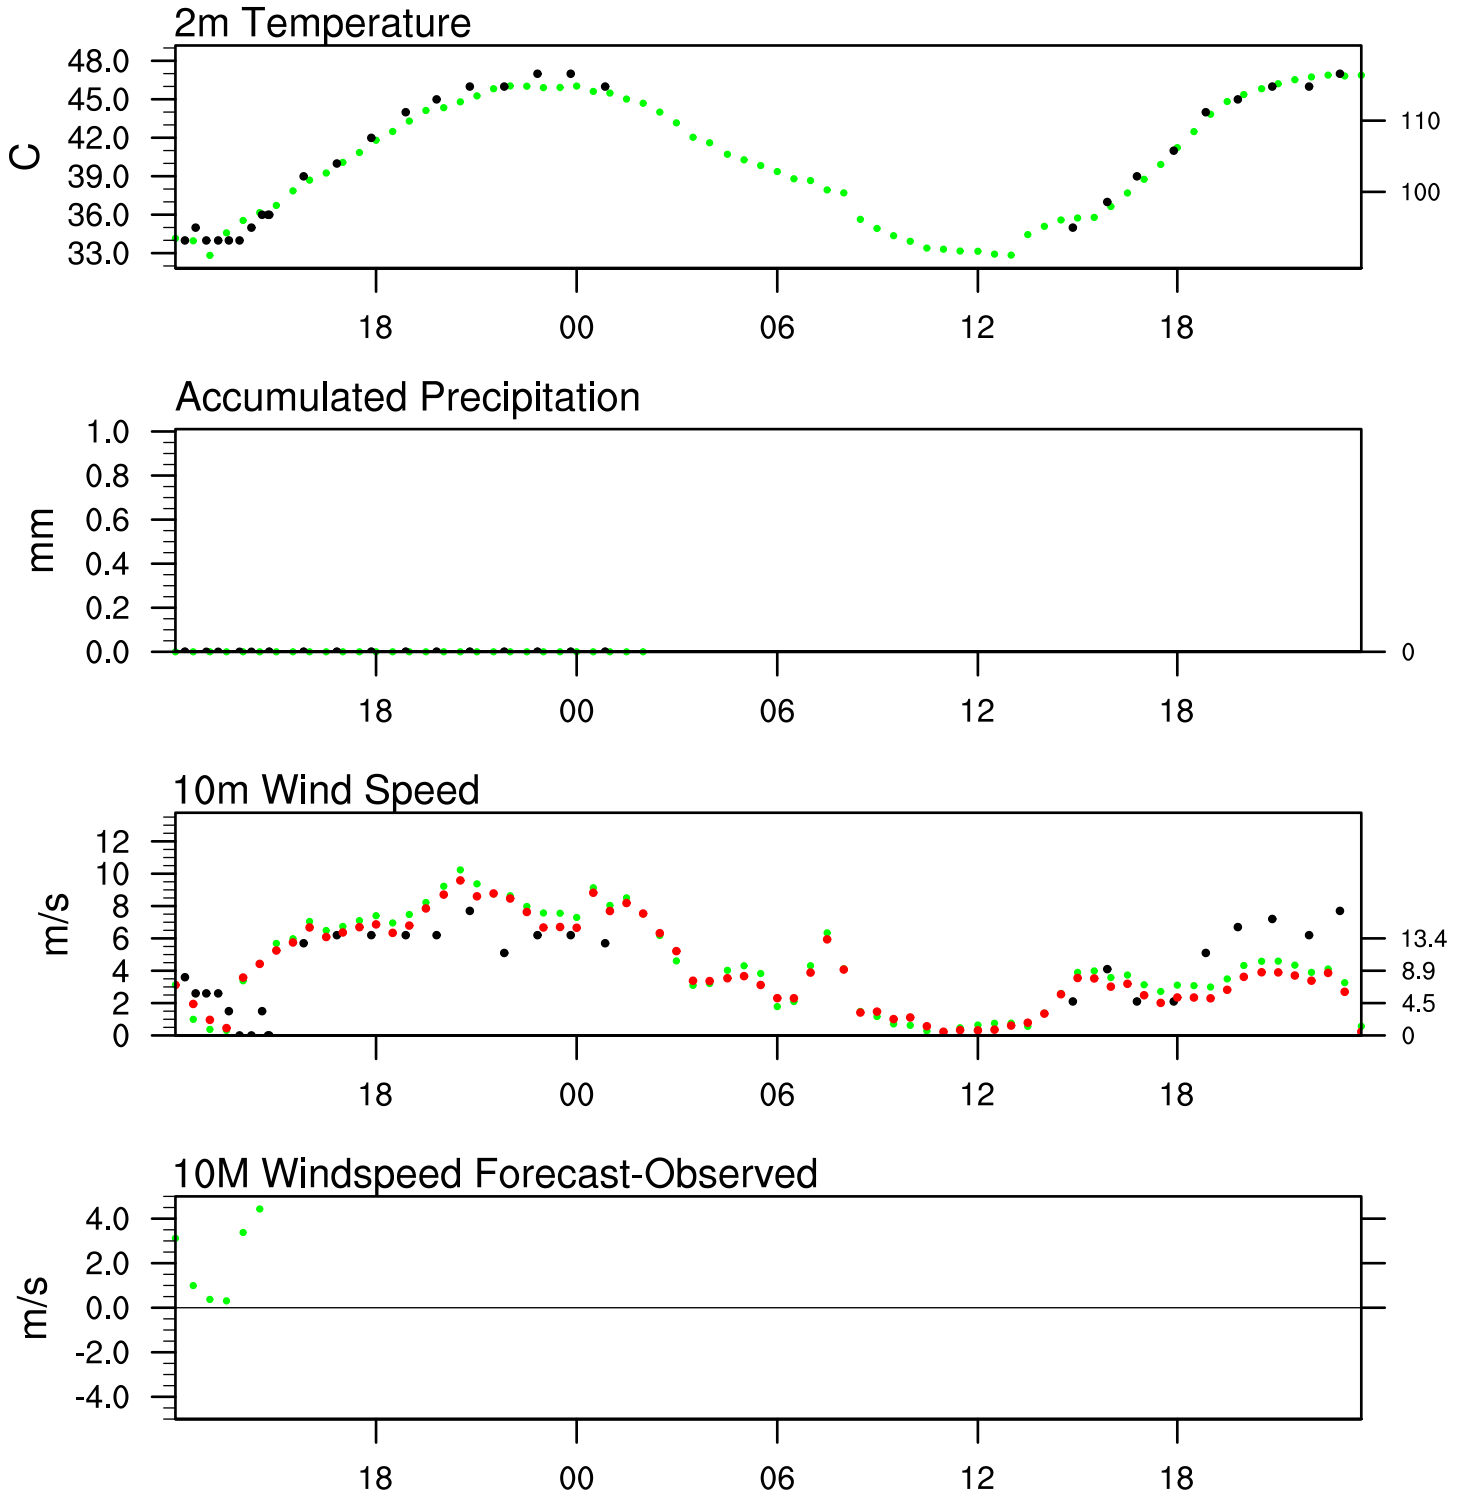 2m Temperature
48.0
45.0
42.0
39.0
36.0
33.0
C
110
100
18 00 06 12 18
Accumulated Precipitation
1.0
0.8
0.6
0.4
0.2
0.0
mm
0
18 00 06 12 18
10m Wind Speed
12
10
8
6
4
2
0
m/s
13.4
8.9
4.5
0
18 00 06 12 18
10M Windspeed Forecast-Observed
4.0
2.0
0.0
-2.0
-4.0
m/s
18 00 06 12 18